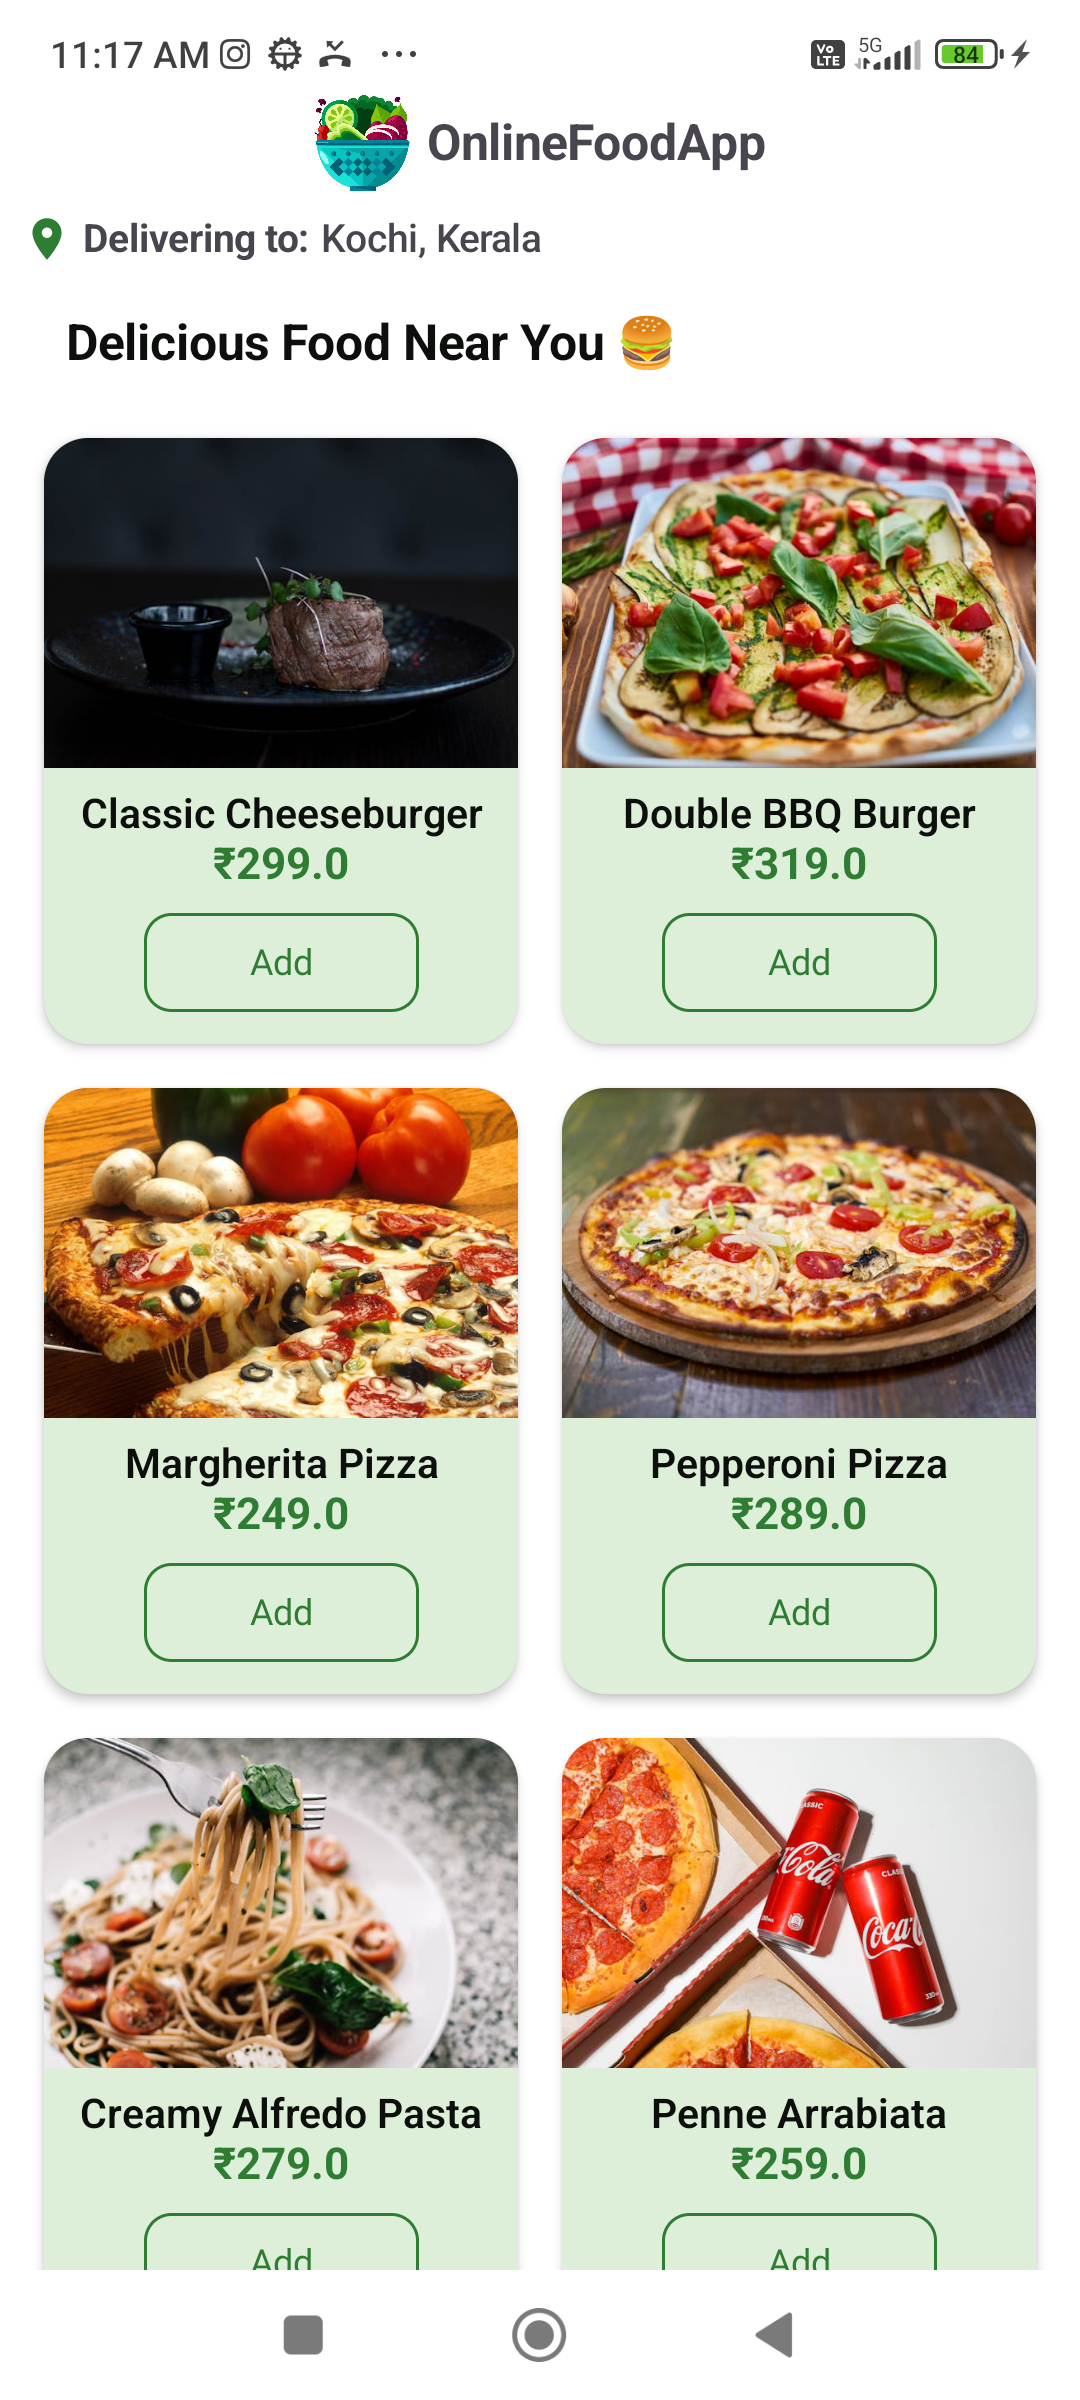 11:17 AM
Vo LTE 5G 84
OnlineFoodApp
Delivering to: Kochi, Kerala
Delicious Food Near You 🍔
Classic Cheeseburger
₹299.0
Add
Double BBQ Burger
₹319.0
Add
Margherita Pizza
₹249.0
Add
Pepperoni Pizza
₹289.0
Add
Creamy Alfredo Pasta
₹279.0
Add
Coca-Cola
Penne Arrabiata
₹259.0
Add